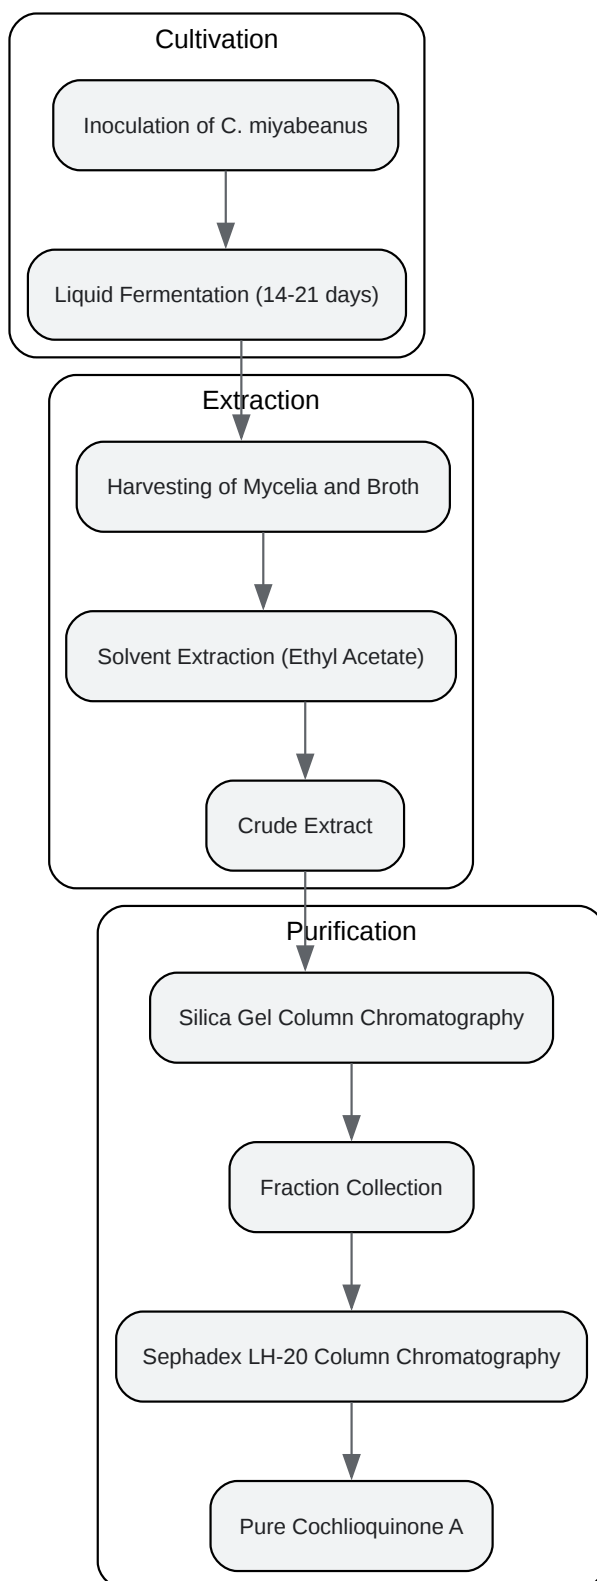 Cultivation
Inoculation of C. miyabeanus
Liquid Fermentation (14-21 days)
Extraction
Harvesting of Mycelia and Broth
Solvent Extraction (Ethyl Acetate)
Crude Extract
Purification
Silica Gel Column Chromatography
Fraction Collection
Sephadex LH-20 Column Chromatography
Pure Cochlioquinone A